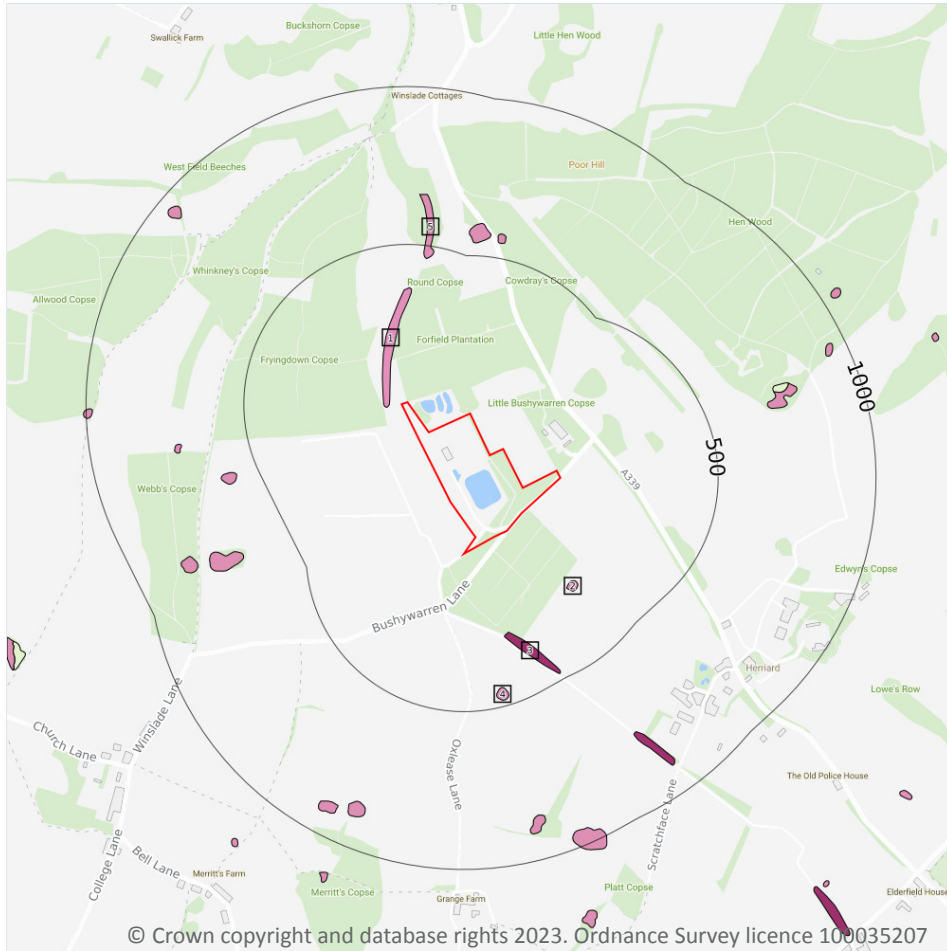 Buckshorn Copse
Swallick Farm
Little Hen Wood
Winslade Cottages
West Field Beeches
Poor Hill
Hen Wood
5
Whinkney's Copse
Cowdray's Copse
Round Copse
Allwood Copse
1
Forfield Plantation
Fryingdown Copse
1000
Little Bushywarren Copse
500
A339
Webb's Copse
Edwyn's Copse
2
Bushywarren Lane
3
Herriard
4
Lowe's Row
Winslade Lane
Church Lane
Oxlease Lane
The Old Police House
Scratchface Lane
College Lane
Bell Lane
Merritt's Farm
Merritt's Copse
Platt Copse
Grange Farm
Elderfield House
© Crown copyright and database rights 2023. Ordnance Survey licence 100035207